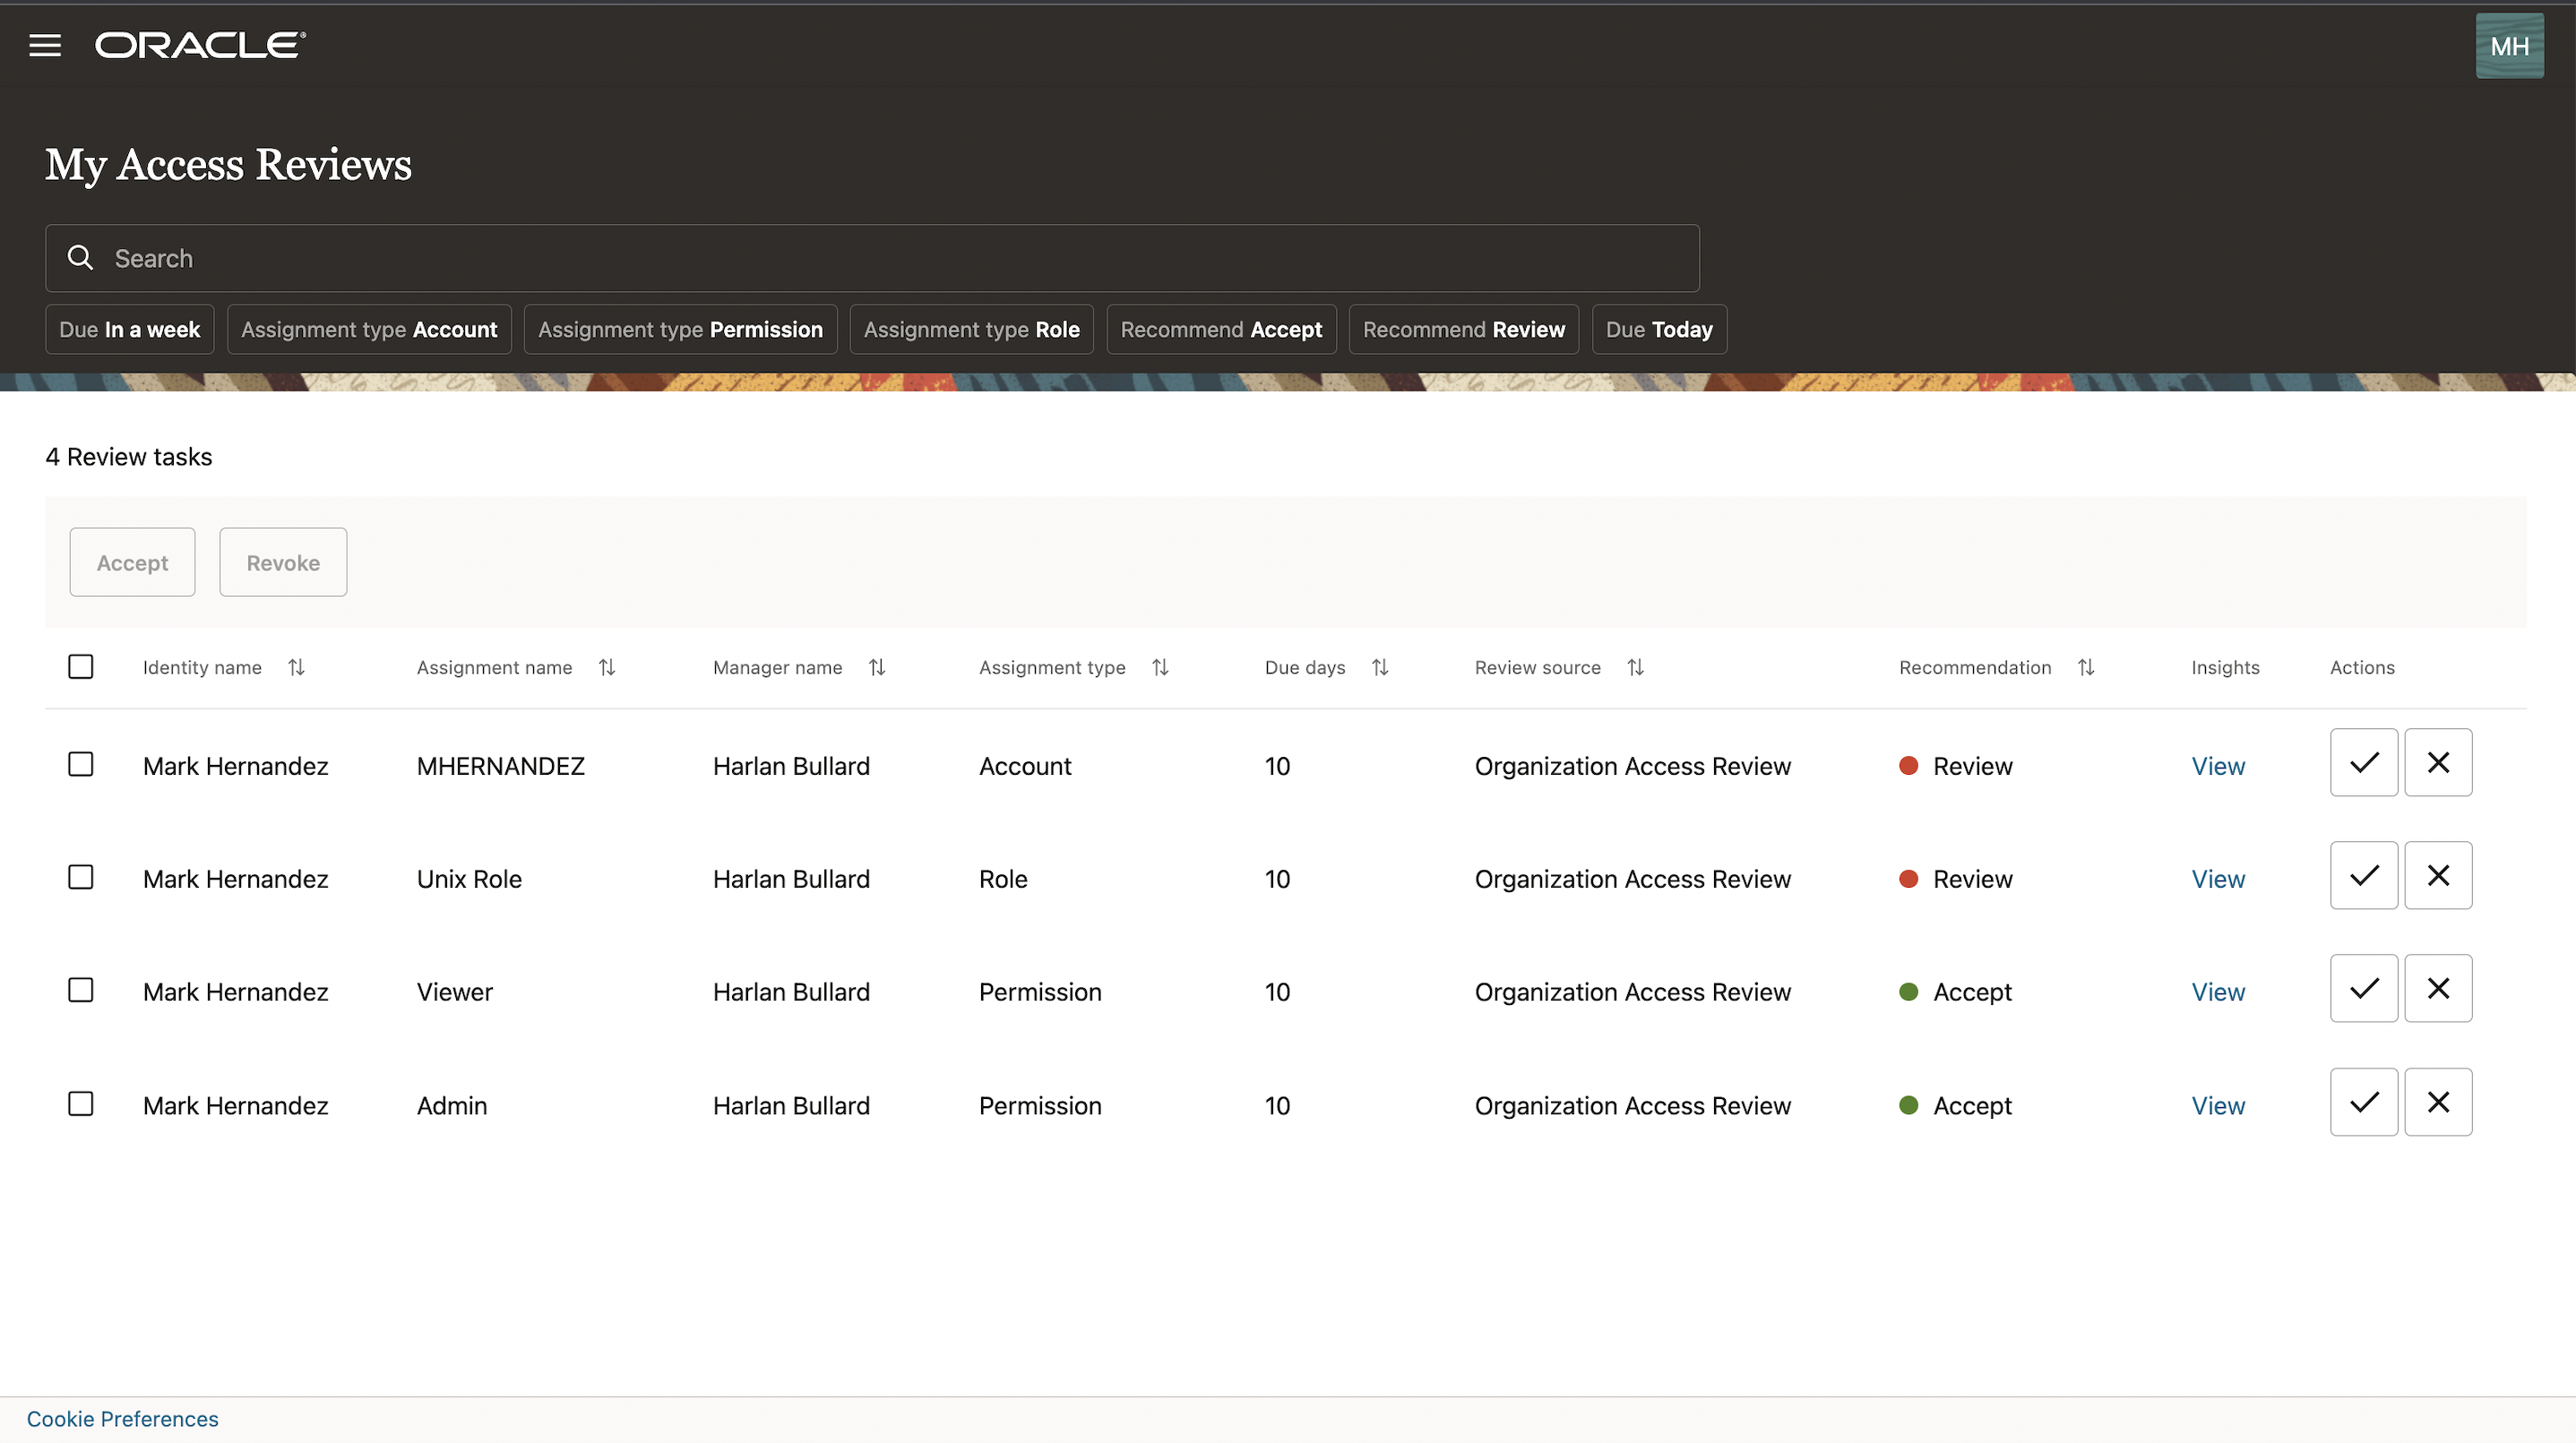 ORACLE
MH
My Access Reviews
Search
Due In a week Assignment type Account Assignment type Permission Assignment type Role Recommend Accept Recommend Review Due Today
4 Review tasks
Accept Revoke
Identity name Assignment name Manager name Assignment type Due days Review source Recommendation Insights Actions
Mark Hernandez MHERNANDEZ Harlan Bullard Account 10 Organization Access Review Review View
Mark Hernandez Unix Role Harlan Bullard Role 10 Organization Access Review Review View
Mark Hernandez Viewer Harlan Bullard Permission 10 Organization Access Review Accept View
Mark Hernandez Admin Harlan Bullard Permission 10 Organization Access Review Accept View
Cookie Preferences